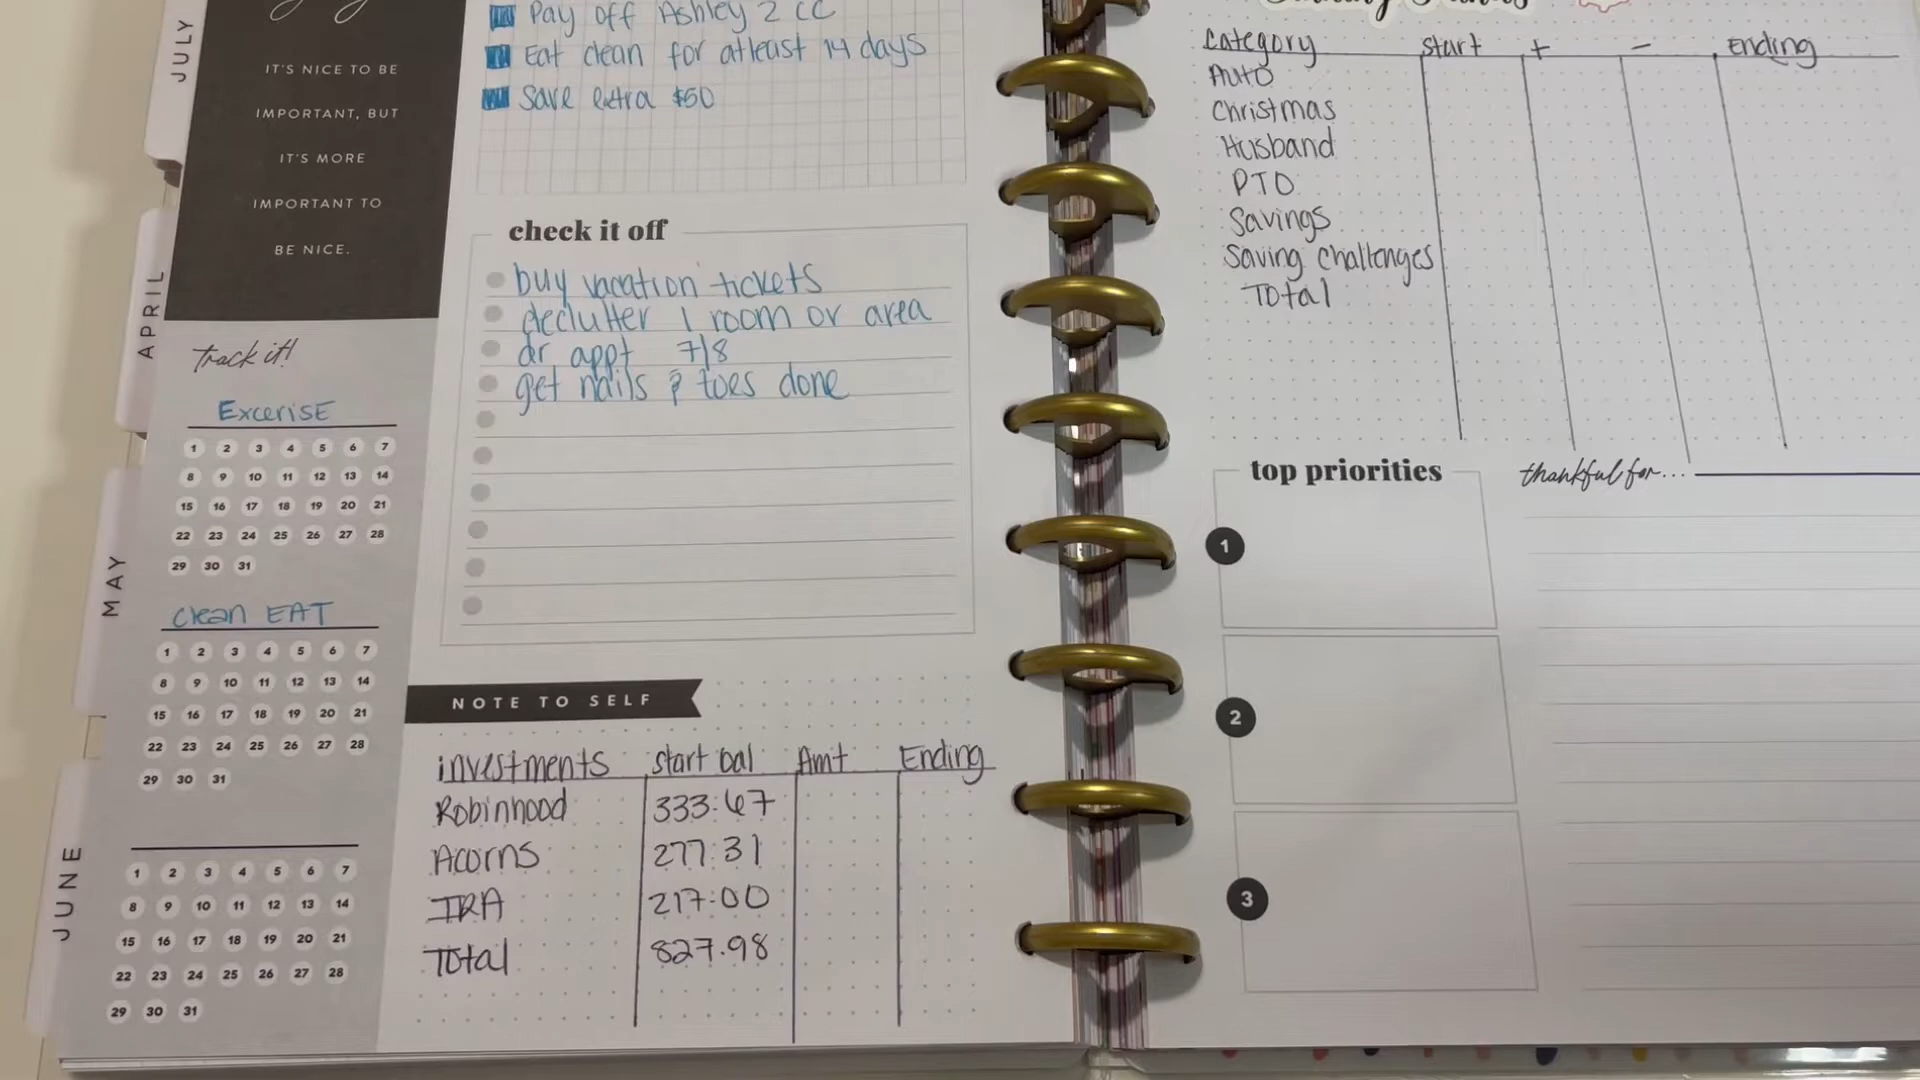 JULY
APRIL
MAY
JUNE
IT'S NICE TO BE
IMPORTANT, BUT
IT'S MORE
IMPORTANT TO
BE NICE.
track it!
Excerise
1 2 3 4 5 6 7
8 9 10 11 12 13 14
15 16 17 18 19 20 21
22 23 24 25 26 27 28
29 30 31
Clean EAT
1 2 3 4 5 6 7
8 9 10 11 12 13 14
15 16 17 18 19 20 21
22 23 24 25 26 27 28
29 30 31
1 2 3 4 5 6 7
8 9 10 11 12 13 14
15 16 17 18 19 20 21
22 23 24 25 26 27 28
29 30 31
Pay off Ashley 2 CC
Eat clean for atleast 14 days
Save extra $50
check it off
buy vacation tickets
declutter 1 room or area
dr appt 7/8
get nails & toes done
NOTE TO SELF
investments start bal Amt Ending
Robinhood 333.67
Acorns 277.31
IRA 217.00
Total 827.98
Category start + - Ending
Auto
Christmas
Husband
PTO
Savings
Saving Challenges
Total
top priorities
1
2
3
thankful for...